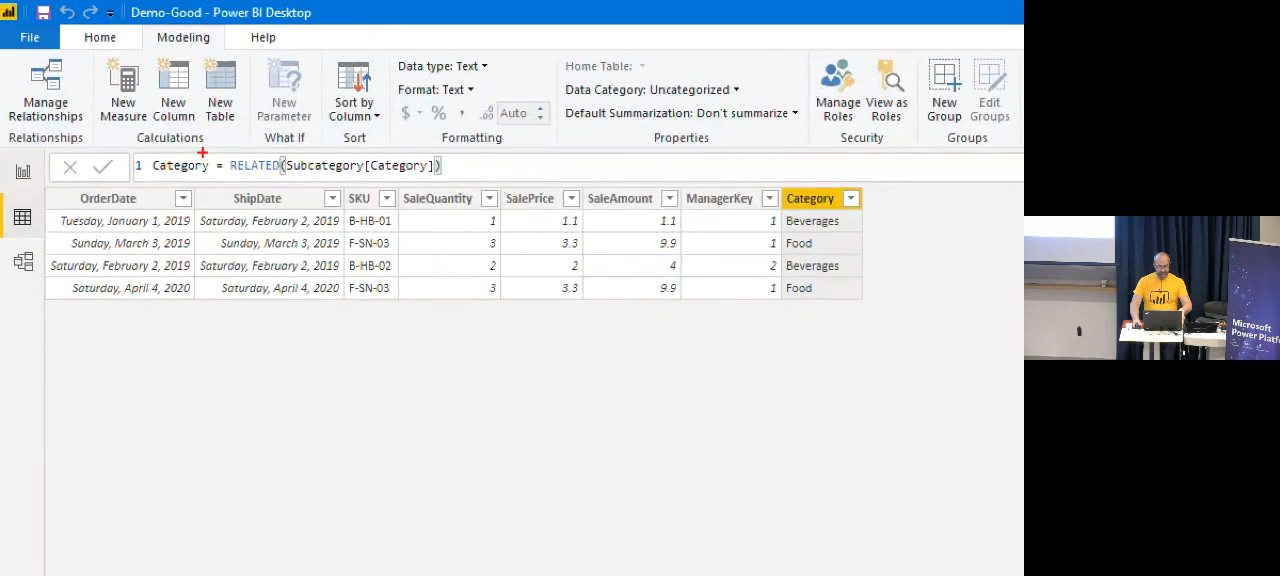 Demo-Good - Power BI Desktop
File Home Modeling Help
Manage Relationships
New Measure
New Column
New Table
New Parameter
Sort by Column
Data type: Text
Format: Text
$ % , .00 Auto
Home Table:
Data Category: Uncategorized
Default Summarization: Don't summarize
Manage Roles
View as Roles
New Group
Edit Groups
Relationships Calculations What If Sort Formatting Properties Security Groups
1 Category = RELATED(Subcategory[Category])
OrderDate ShipDate SKU SaleQuantity SalePrice SaleAmount ManagerKey Category
Tuesday, January 1, 2019 Saturday, February 2, 2019 B-HB-01 1 1.1 1.1 1 Beverages
Sunday, March 3, 2019 Sunday, March 3, 2019 F-SN-03 3 3.3 9.9 1 Food
Saturday, February 2, 2019 Saturday, February 2, 2019 B-HB-02 2 2 4 2 Beverages
Saturday, April 4, 2020 Saturday, April 4, 2020 F-SN-03 3 3.3 9.9 1 Food
Microsoft
Power Platf